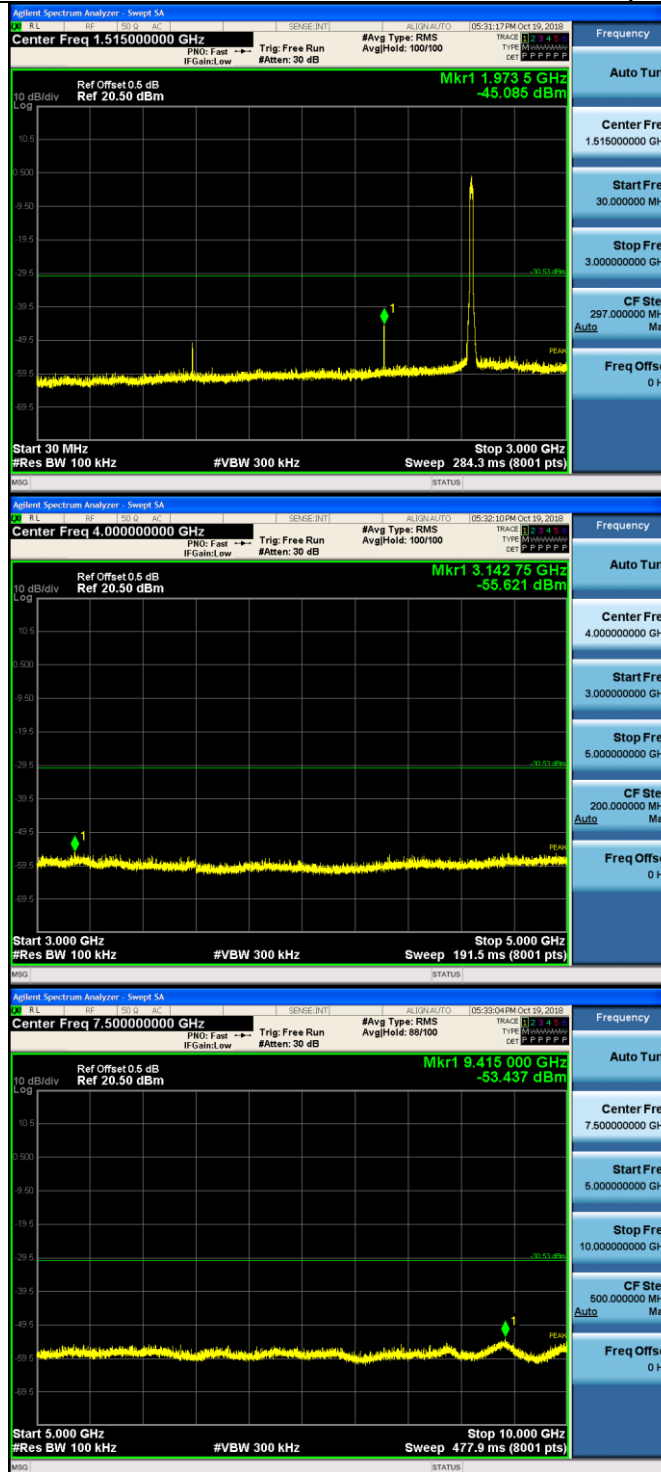 Agilent Spectrum Analyzer - Swept SA
RL RF 50 Ω AC SENSE:INT ALIGNAUTO 05:31:17PM Oct 19, 2018
Center Freq 1.515000000 GHz #Avg Type: RMS TRACE 1 2 3 4 5 6
PNO: Fast Trig: Free Run Avg|Hold: 100/100 TYPE M
IFGain:Low #Atten: 30 dB DET P P P P P P
Mkr1 1.973 5 GHz
Ref Offset 0.5 dB
-45.085 dBm
10 dB/div Ref 20.50 dBm
Log
10.5
0.500
-9.50
-19.5
-29.5
-30.53 dBm
-39.5
1
-49.5
PEAK
-59.5
-69.5
Start 30 MHz Stop 3.000 GHz
#Res BW 100 kHz #VBW 300 kHz Sweep 284.3 ms (8001 pts)
MSG STATUS
Frequency
Auto Tun
Center Fre
1.515000000 GH
Start Fre
30.000000 MH
Stop Fre
3.000000000 GH
CF Ste
297.000000 MH
Auto Ma
Freq Offs
0 H
Agilent Spectrum Analyzer - Swept SA
RL RF 50 Ω AC SENSE:INT ALIGNAUTO 05:32:10PM Oct 19, 2018
Center Freq 4.000000000 GHz #Avg Type: RMS TRACE 1 2 3 4 5 6
PNO: Fast Trig: Free Run Avg|Hold: 100/100 TYPE M
IFGain:Low #Atten: 30 dB DET P P P P P P
Mkr1 3.142 75 GHz
Ref Offset 0.5 dB
-55.621 dBm
10 dB/div Ref 20.50 dBm
Log
10.5
0.500
-9.50
-19.5
-29.5
-30.53 dBm
-39.5
-49.5
1
PEAK
-59.5
-69.5
Start 3.000 GHz Stop 5.000 GHz
#Res BW 100 kHz #VBW 300 kHz Sweep 191.5 ms (8001 pts)
MSG STATUS
Frequency
Auto Tun
Center Fre
4.000000000 GH
Start Fre
3.000000000 GH
Stop Fre
5.000000000 GH
CF Ste
200.000000 MH
Auto Ma
Freq Offs
0 H
Agilent Spectrum Analyzer - Swept SA
RL RF 50 Ω AC SENSE:INT ALIGNAUTO 05:33:04PM Oct 19, 2018
Center Freq 7.500000000 GHz #Avg Type: RMS TRACE 1 2 3 4 5 6
PNO: Fast Trig: Free Run Avg|Hold: 88/100 TYPE M
IFGain:Low #Atten: 30 dB DET P P P P P P
Mkr1 9.415 000 GHz
Ref Offset 0.5 dB
-53.437 dBm
10 dB/div Ref 20.50 dBm
Log
10.5
0.500
-9.50
-19.5
-29.5
-30.53 dBm
-39.5
-49.5
1
PEAK
-59.5
-69.5
Start 5.000 GHz Stop 10.000 GHz
#Res BW 100 kHz #VBW 300 kHz Sweep 477.9 ms (8001 pts)
MSG STATUS
Frequency
Auto Tun
Center Fre
7.500000000 GH
Start Fre
5.000000000 GH
Stop Fre
10.000000000 GH
CF Ste
500.000000 MH
Auto Ma
Freq Offs
0 H